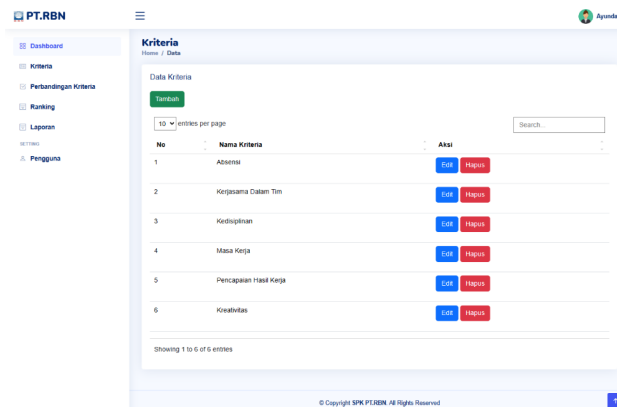 PT.RBN
Ayunda
Dashboard
Kriteria
Perbandingan Kriteria
Ranking
Laporan
SETTING
Pengguna
Kriteria
Home / Data
Data Kriteria
Tambah
10 entries per page
Search...
No Nama Kriteria Aksi
1 Absensi Edit Hapus
2 Kerjasama Dalam Tim Edit Hapus
3 Kedisiplinan Edit Hapus
4 Masa Kerja Edit Hapus
5 Pencapaian Hasil Kerja Edit Hapus
6 Kreativitas Edit Hapus
Showing 1 to 6 of 6 entries
© Copyright SPK PT.RBN. All Rights Reserved